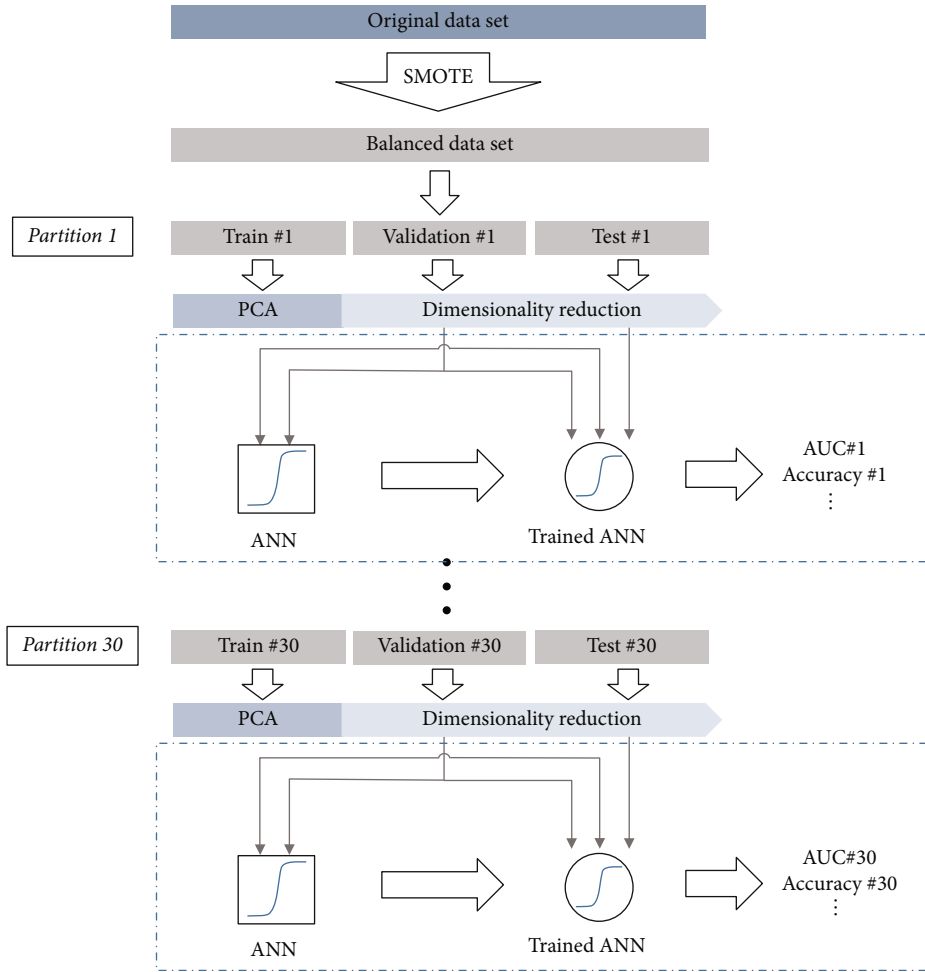 Original data set
SMOTE
Balanced data set
Partition 1
Train #1
Validation #1
Test #1
PCA
Dimensionality reduction
ANN
Trained ANN
AUC#1
Accuracy #1
⋮
Partition 30
Train #30
Validation #30
Test #30
PCA
Dimensionality reduction
ANN
Trained ANN
AUC#30
Accuracy #30
⋮